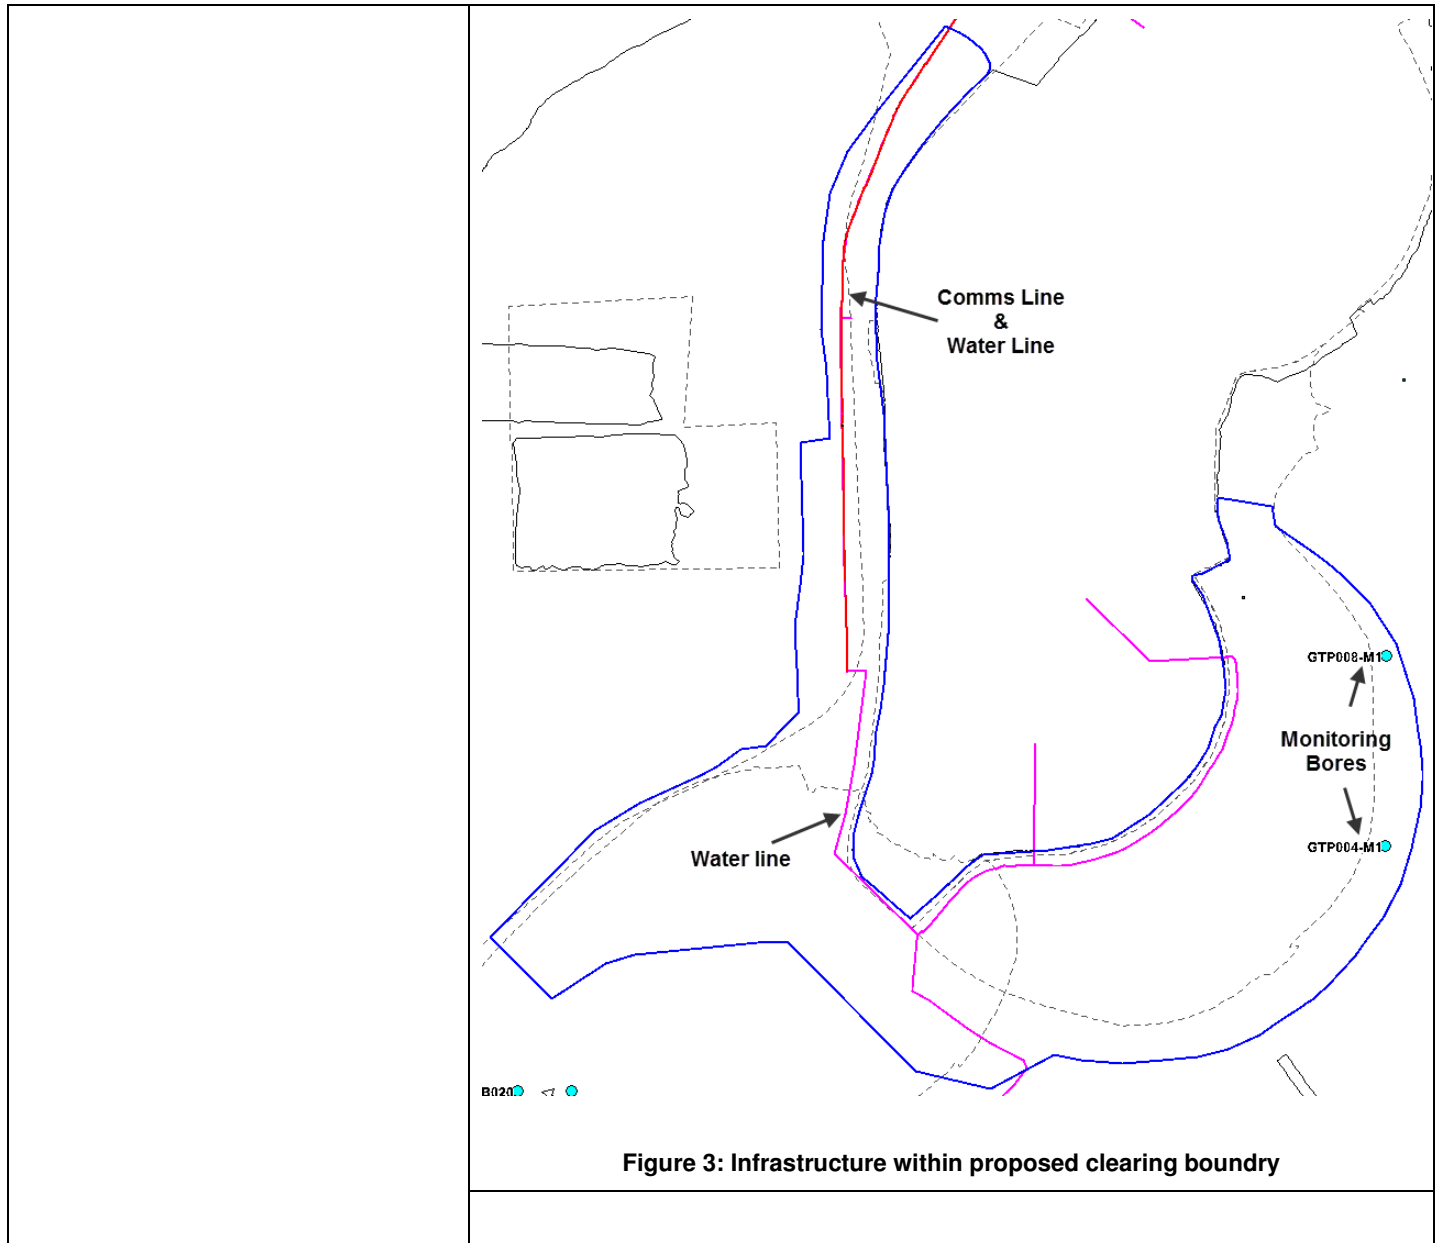 Comms Line
&
Water Line
GTP008-M1
Monitoring
Bores
GTP004-M1
Water line
B020
Figure 3: Infrastructure within proposed clearing boundry